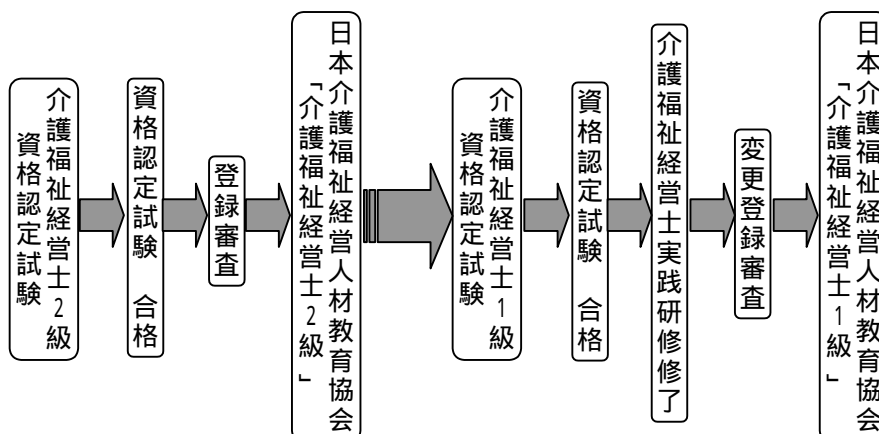 介護福祉経営士2級
資格認定試験
資格認定試験 合格
登録審査
日本介護福祉経営人材教育協会
「介護福祉経営士2級」
介護福祉経営士1級
資格認定試験
資格認定試験 合格
介護福祉経営士実践研修修了
変更登録審査
日本介護福祉経営人材教育協会
「介護福祉経営士1級」